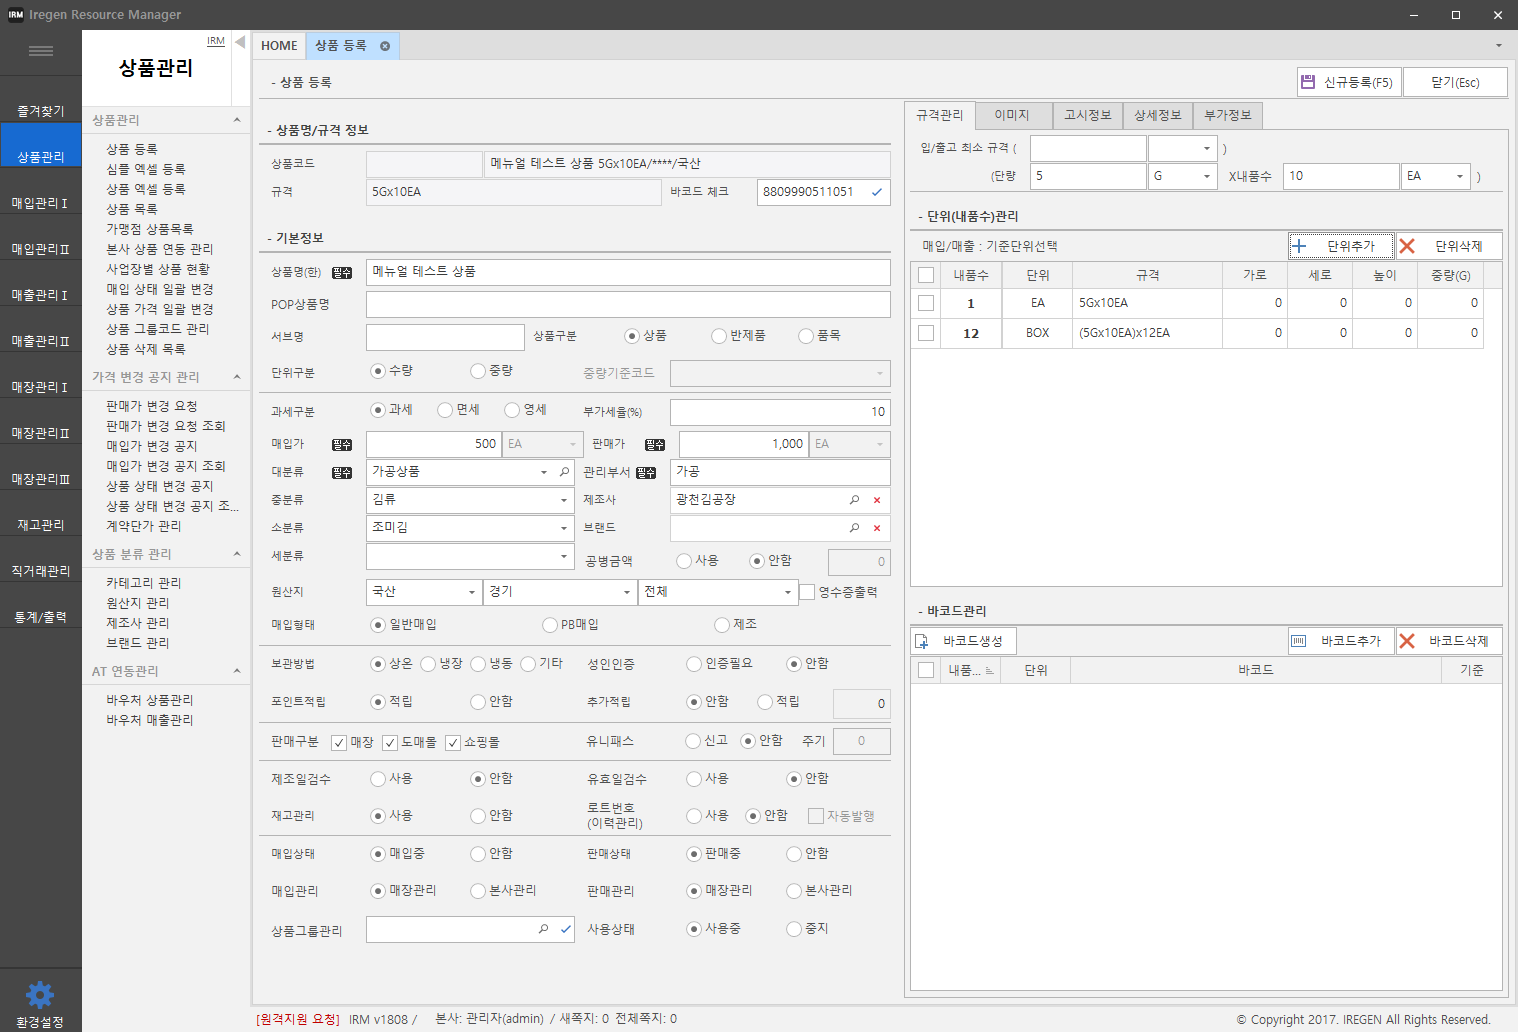 IRM Iregen Resource Manager
즐겨찾기
상품관리
매입관리 I
매입관리 II
매출관리 I
매출관리 II
매장관리 I
매장관리 II
매장관리 III
재고관리
직거래관리
통계/출력
환경설정
IRM
상품관리
상품관리
상품 등록
심플 엑셀 등록
상품 엑셀 등록
상품 목록
가맹점 상품목록
본사 상품 연동 관리
사업장별 상품 현황
매입 상태 일괄 변경
상품 가격 일괄 변경
상품 그룹코드 관리
상품 삭제 목록
가격 변경 공지 관리
판매가 변경 요청
판매가 변경 요청 조회
매입가 변경 공지
매입가 변경 공지 조회
상품 상태 변경 공지
상품 상태 변경 공지 조...
계약단가 관리
상품 분류 관리
카테고리 관리
원산지 관리
제조사 관리
브랜드 관리
AT 연동관리
바우처 상품관리
바우처 매출관리
HOME 상품 등록
- 상품 등록
신규등록(F5) 닫기(Esc)
- 상품명/규격 정보
상품코드 메뉴얼 테스트 상품 5Gx10EA/****/국산
규격 5Gx10EA 바코드 체크 8809990511051
- 기본정보
상품명(한) 필수 메뉴얼 테스트 상품
POP상품명
서브명 상품구분 상품 반제품 품목
단위구분 수량 중량 중량기준코드
과세구분 과세 면세 영세 부가세율(%) 10
매입가 필수 500 EA 판매가 필수 1,000 EA
대분류 필수 가공상품 관리부서 필수 가공
중분류 김류 제조사 광천김공장
소분류 조미김 브랜드
세분류 공병금액 사용 안함 0
원산지 국산 경기 전체 영수증출력
매입형태 일반매입 PB매입 제조
보관방법 상온 냉장 냉동 기타 성인인증 인증필요 안함
포인트적립 적립 안함 추가적립 안함 적립 0
판매구분 매장 도매몰 쇼핑몰 유니패스 신고 안함 주기 0
제조일검수 사용 안함 유효일검수 사용 안함
재고관리 사용 안함 로트번호 사용 안함 자동발행
(이력관리)
매입상태 매입중 안함 판매상태 판매중 안함
매입관리 매장관리 본사관리 판매관리 매장관리 본사관리
상품그룹관리 사용상태 사용중 중지
규격관리 이미지 고시정보 상세정보 부가정보
입/출고 최소 규격 ( )
(단량 5 G X내품수 10 EA )
- 단위(내품수)관리
매입/매출 : 기준단위선택 단위추가 단위삭제
내품수 단위 규격 가로 세로 높이 중량(G)
1 EA 5Gx10EA 0 0 0 0
12 BOX (5Gx10EA)x12EA 0 0 0 0
- 바코드관리
바코드생성 바코드추가 바코드삭제
내품... 단위 바코드 기준
[원격지원 요청] IRM v1808 / 본사: 관리자(admin) / 새쪽지: 0 전체쪽지: 0
© Copyright 2017. IREGEN All Rights Reserved.